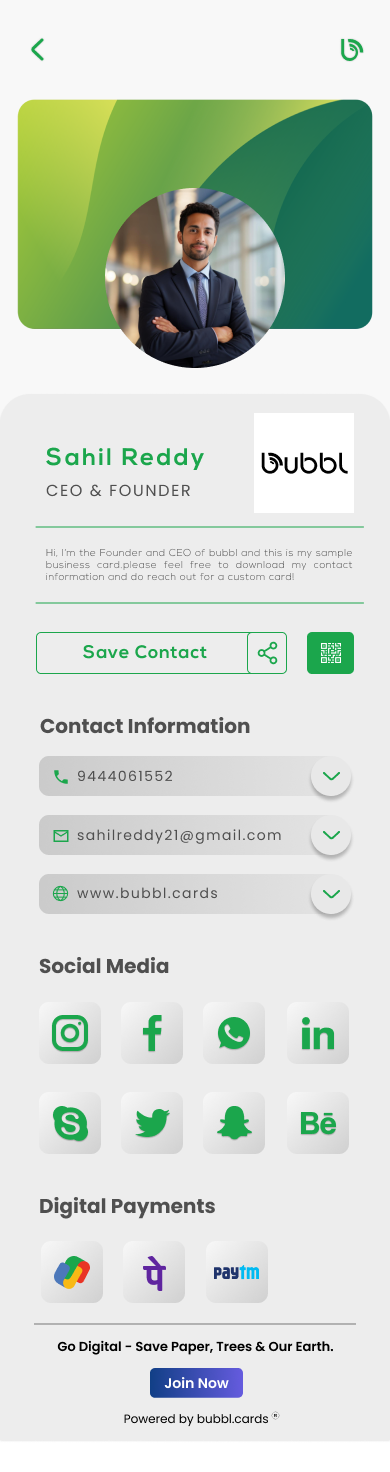 Sahil Reddy
bubbl
CEO & FOUNDER
Hi, I'm the Founder and CEO of bubbl and this is my sample
business card.please feel free to download my contact
information and do reach out for a custom card!
Save Contact
Contact Information
9444061552
sahilreddy21@gmail.com
www.bubbl.cards
Social Media
Bē
Digital Payments
पे
paytm
Go Digital - Save Paper, Trees & Our Earth.
Join Now
Powered by bubbl.cards ®